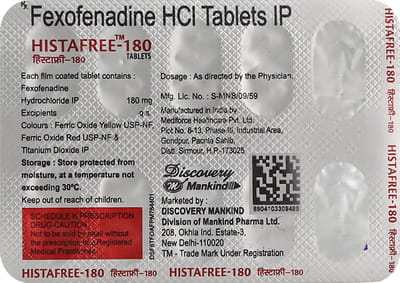 Rx
Fexofenadine HCl Tablets IP
HISTAFREE-180™
हिस्टाफ्री-180 TABLETS
Each film coated tablet contains :
Fexofenadine
Hydrochloride IP 180 mg
Excipients q.s.
Colours : Ferric Oxide Yellow USP-NF,
Ferric Oxide Red USP-NF &
Titanium Dioxide IP
Storage : Store protected from
moisture, at a temperature not
exceeding 30°C.
Keep out of reach of children.
SCHEDULE H PRESCRIPTION
DRUG-CAUTION
Not to be sold by retail without
the prescription of a Registered
Medical Practitioner.
Dosage : As directed by the Physician.
Mfg. Lic. No. : S-MNB/09/59
Manufactured in India by
Mediforce Healthcare Pvt. Ltd.
Plot No. 8-13, Phase-III, Industrial Area,
Gondpur, Paonta Sahib,
Distt. Sirmour, H.P.-173025
Discovery
Mankind
8904103309485
Marketed by
DISCOVERY MANKIND
Division of Mankind Pharma Ltd.
208, Okhla Ind. Estate-3,
New Delhi-110020
TM - Trade Mark Under Registration
HISTAFREE-180 हिस्टाफ्री-180 HISTAFREE-180 हिस्टाफ्री-180